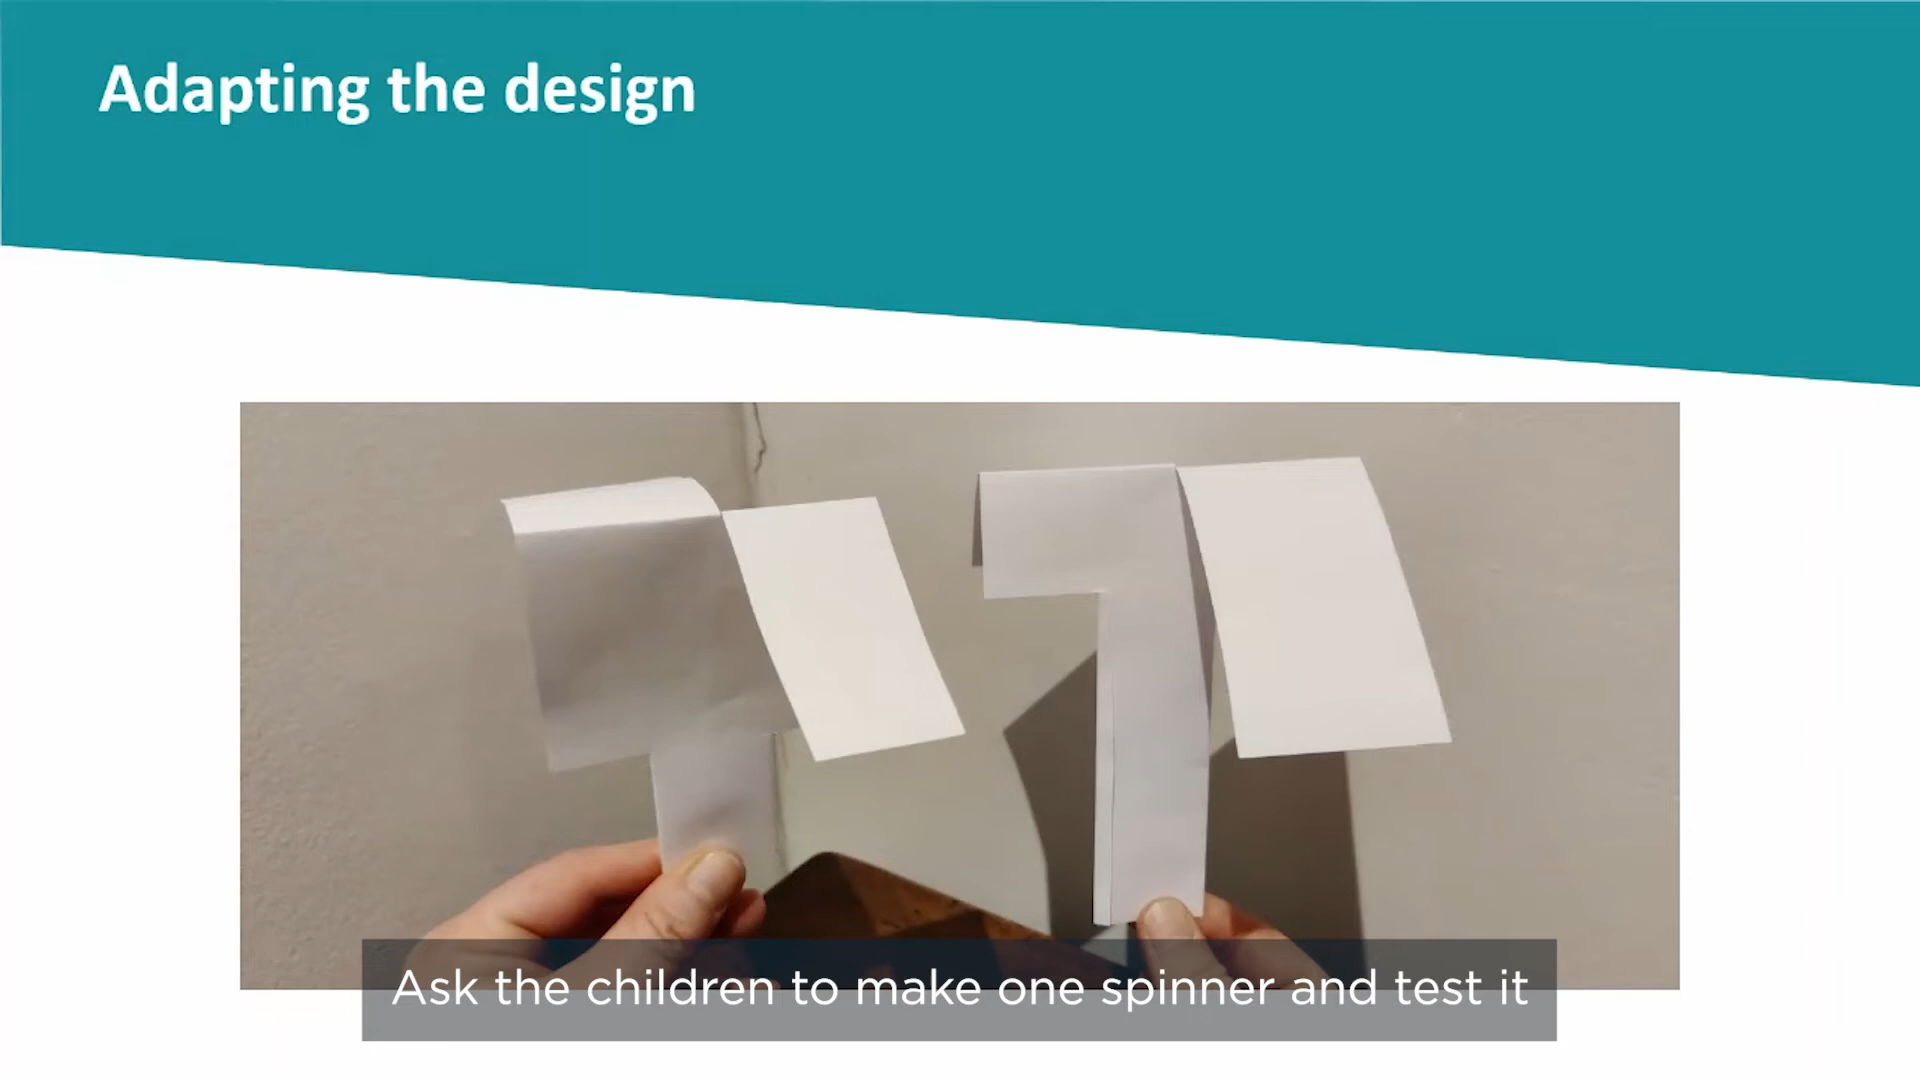 Adapting the design
Ask the children to make one spinner and test it